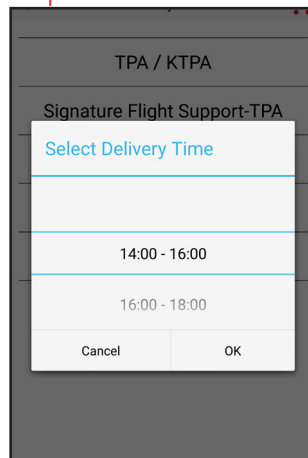 TPA / KTPA
Signature Flight Support-TPA
Select Delivery Time
14:00 - 16:00
16:00 - 18:00
Cancel
OK